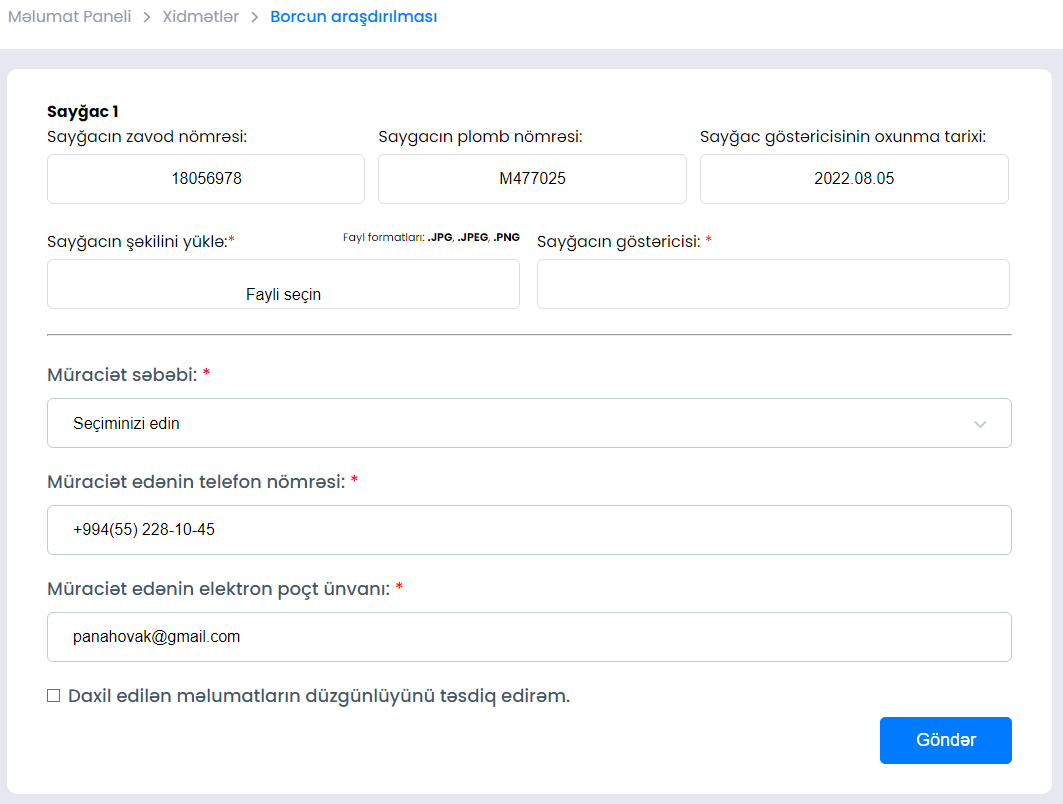 Məlumat Paneli > Xidmətlər > Borcun araşdırılması
Sayğac 1
Sayğacın zavod nömrəsi: Saygacın plomb nömrəsi: Sayğac göstəricisinin oxunma tarixi:
18056978 M477025 2022.08.05
Sayğacın şəkilini yüklə:* Fayl formatları: .JPG, .JPEG, .PNG Sayğacın göstəricisi: *
Fayli seçin
Müraciət səbəbi: *
Seçiminizi edin
Müraciət edənin telefon nömrəsi: *
+994(55) 228-10-45
Müraciət edənin elektron poçt ünvanı: *
panahovak@gmail.com
Daxil edilən məlumatların düzgünlüyünü təsdiq edirəm.
Göndər